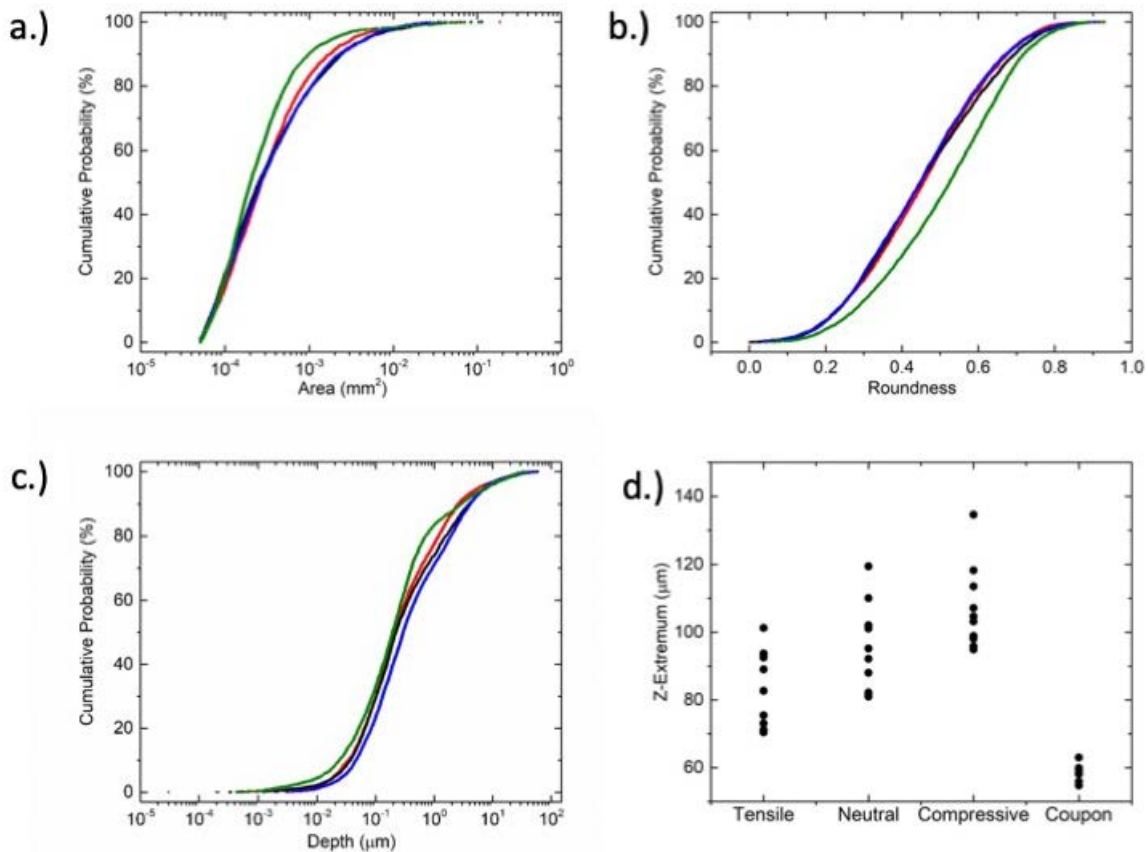 a.)
Cumulative Probability (%)
100
80
60
40
20
0
10-5 10-4 10-3 10-2 10-1 100
Area (mm2)
b.)
Cumulative Probability (%)
100
80
60
40
20
0
0.0 0.2 0.4 0.6 0.8 1.0
Roundness
c.)
Cumulative Probability (%)
100
80
60
40
20
0
10-5 10-4 10-3 10-2 10-1 100 101 102
Depth (μm)
d.)
Z-Extremum (μm)
140
120
100
80
60
Tensile Neutral Compressive Coupon